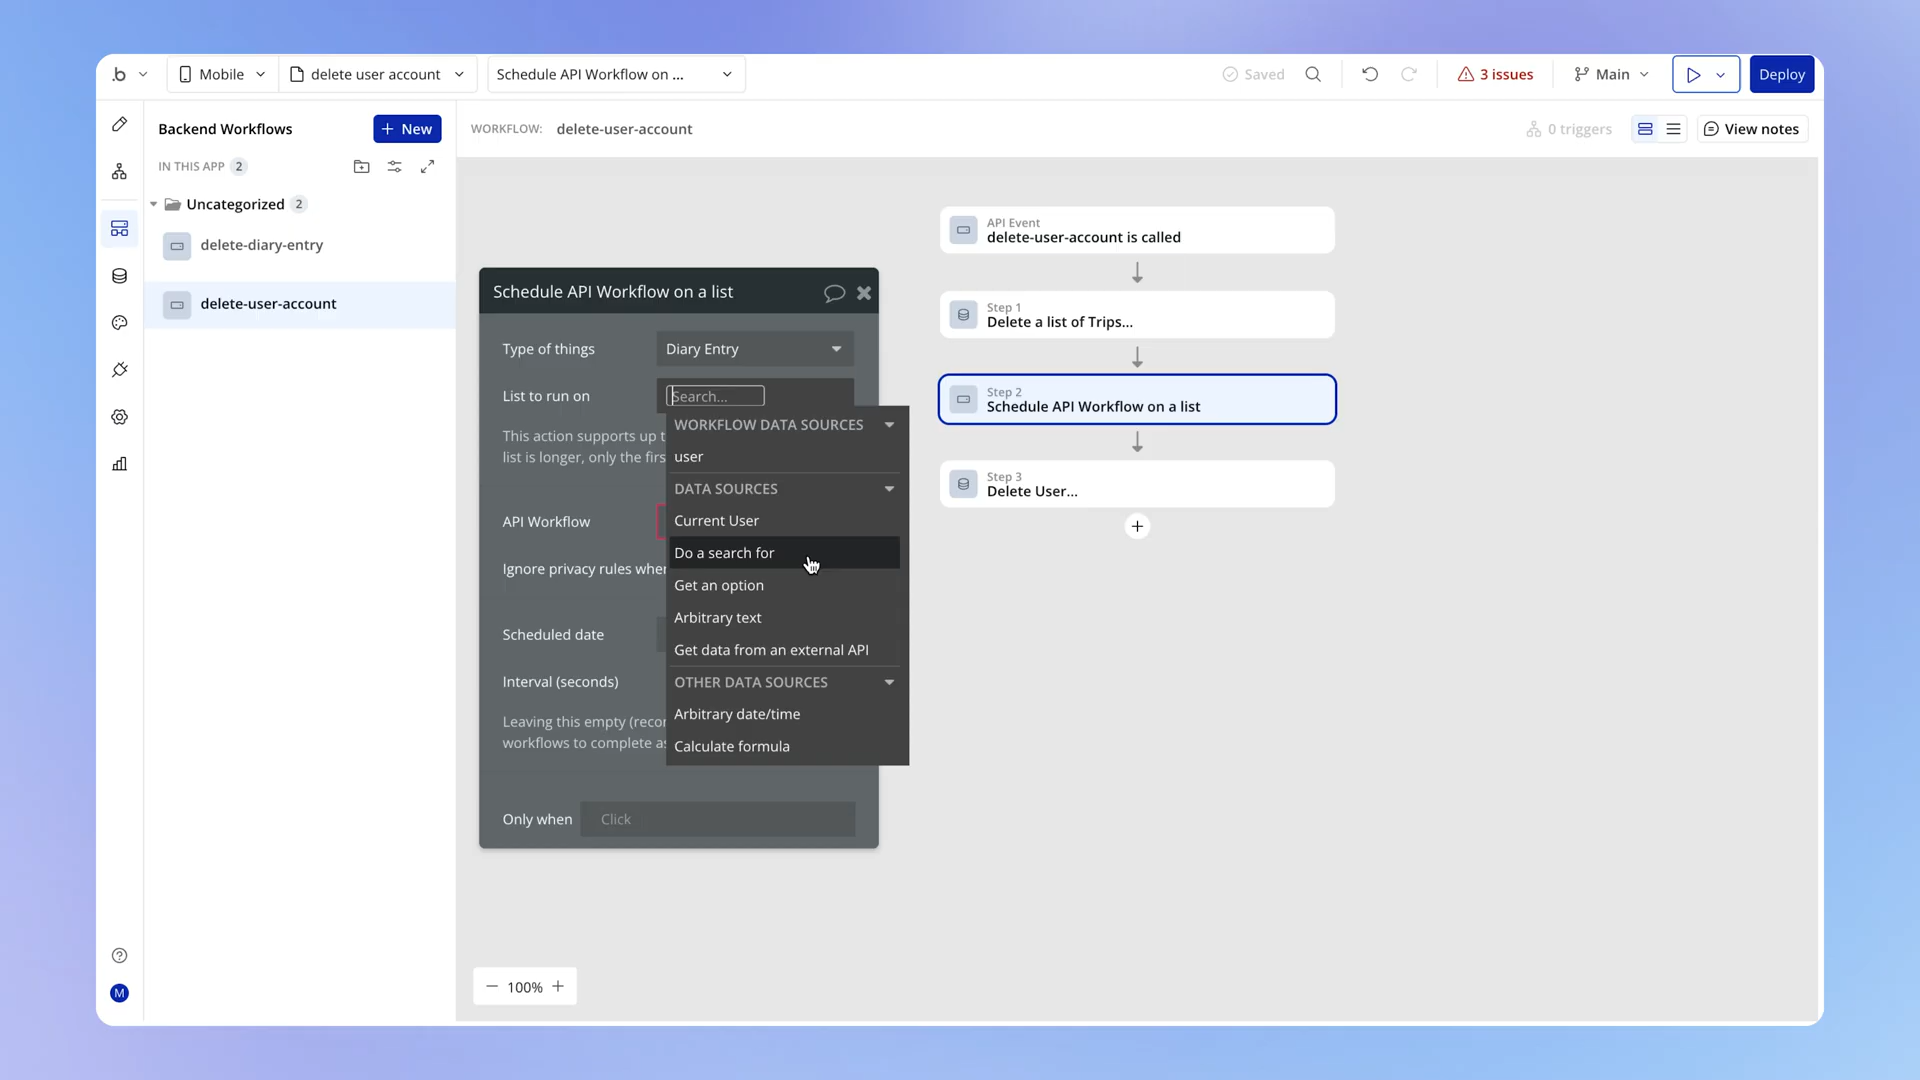 .b
Mobile
delete user account
Schedule API Workflow on ...
Saved
3 issues
Main
Deploy
Backend Workflows
+ New
IN THIS APP 2
Uncategorized 2
delete-diary-entry
delete-user-account
WORKFLOW: delete-user-account
0 triggers
View notes
API Event
delete-user-account is called
Step 1
Delete a list of Trips...
Step 2
Schedule API Workflow on a list
Step 3
Delete User...
Schedule API Workflow on a list
Type of things
Diary Entry
List to run on
Search...
This action supports up t
list is longer, only the firs
API Workflow
Ignore privacy rules wher
Scheduled date
Interval (seconds)
Leaving this empty (recor
workflows to complete as
Only when
Click
WORKFLOW DATA SOURCES
user
DATA SOURCES
Current User
Do a search for
Get an option
Arbitrary text
Get data from an external API
OTHER DATA SOURCES
Arbitrary date/time
Calculate formula
M
100%